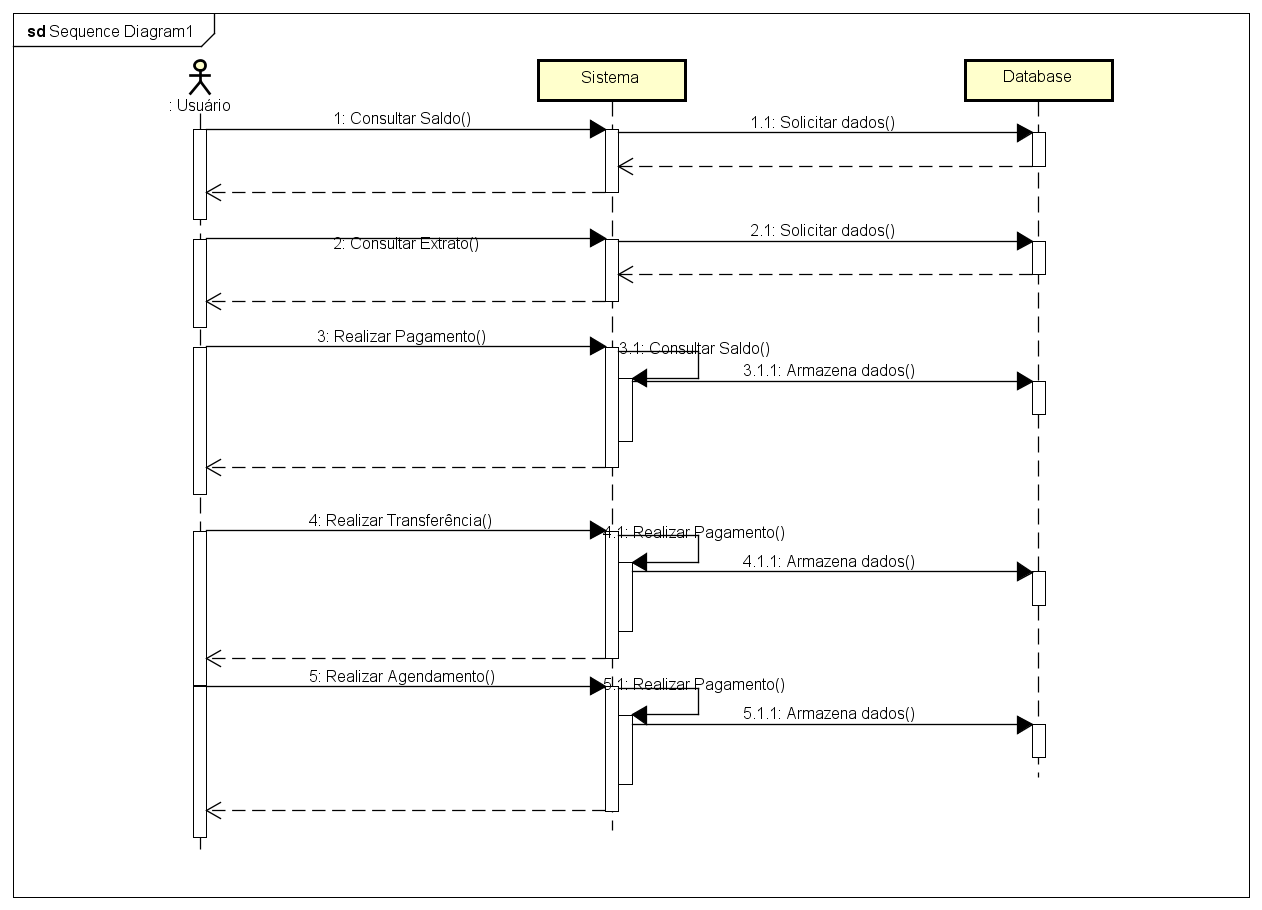 sd Sequence Diagram1
: Usuário
Sistema
Database
1: Consultar Saldo()
1.1: Solicitar dados()
2: Consultar Extrato()
2.1: Solicitar dados()
3: Realizar Pagamento()
3.1: Consultar Saldo()
3.1.1: Armazena dados()
4: Realizar Transferência()
4.1: Realizar Pagamento()
4.1.1: Armazena dados()
5: Realizar Agendamento()
5.1: Realizar Pagamento()
5.1.1: Armazena dados()